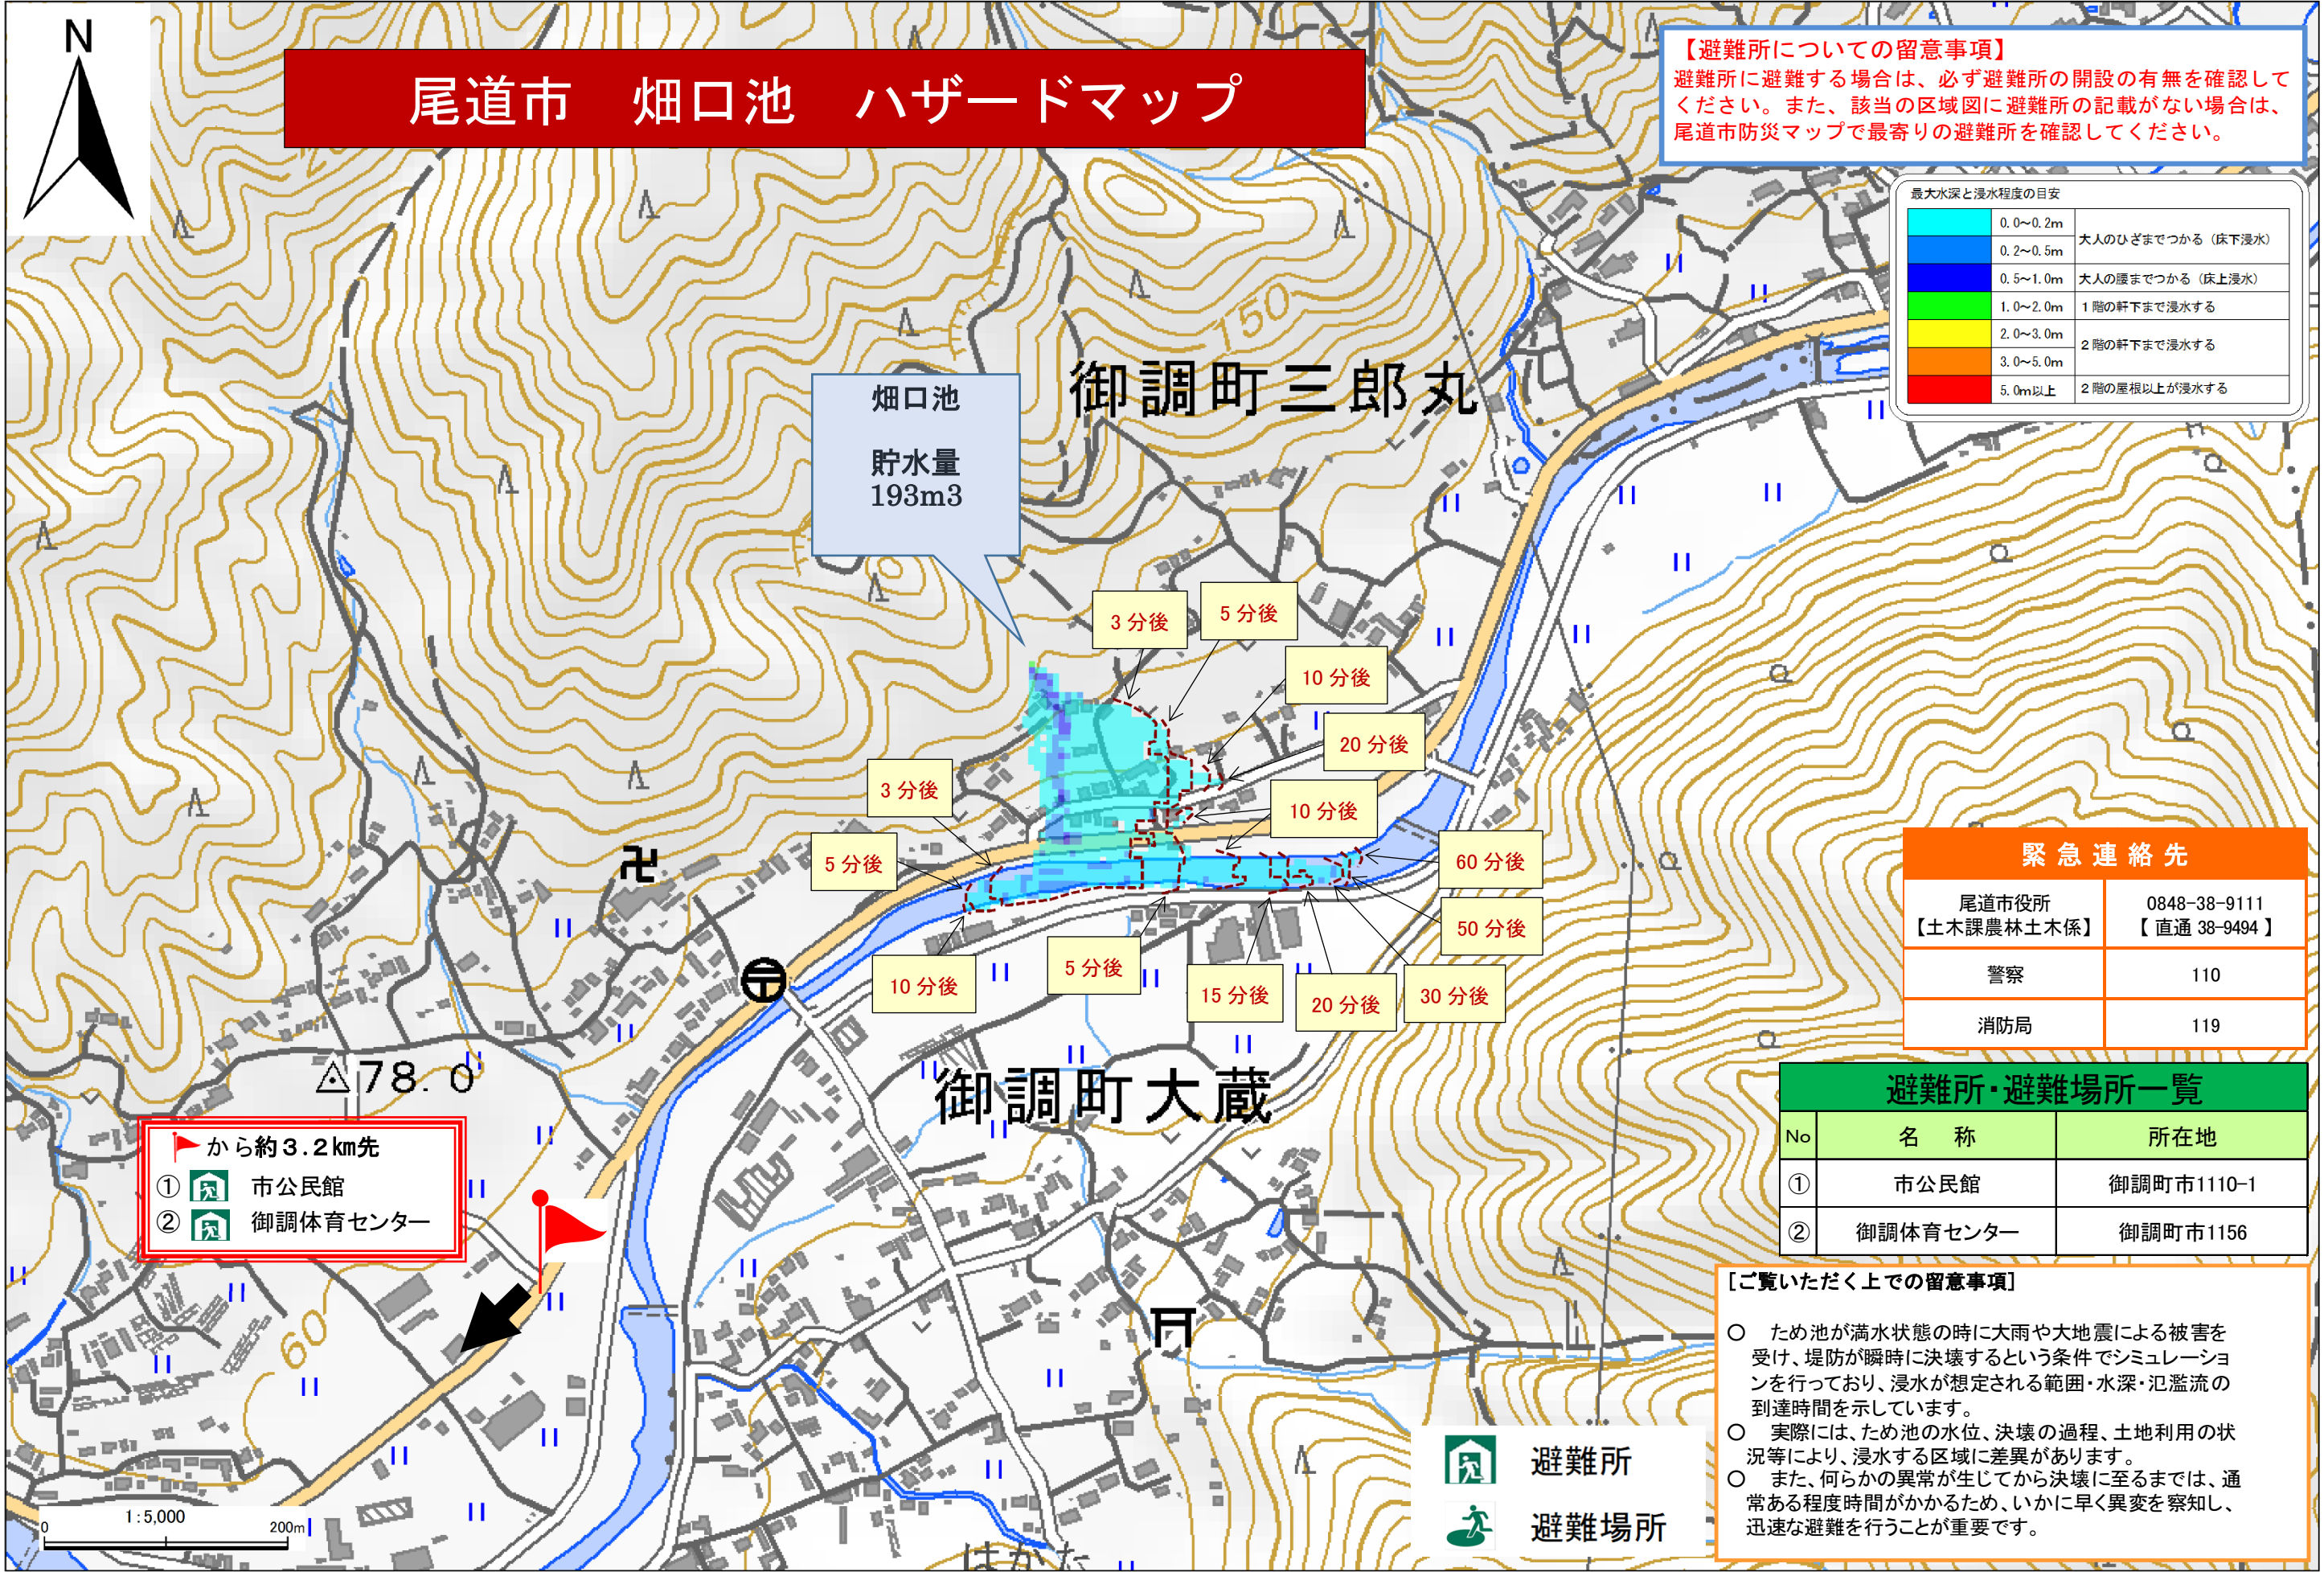 N
尾道市 畑口池 ハザードマップ
【避難所についての留意事項】
避難所に避難する場合は、必ず避難所の開設の有無を確認して
ください。また、該当の区域図に避難所の記載がない場合は、
尾道市防災マップで最寄りの避難所を確認してください。
最大水深と浸水程度の目安
0.0～0.2m
大人のひざまでつかる（床下浸水）
0.2～0.5m
0.5～1.0m 大人の腰までつかる（床上浸水）
1.0～2.0m 1階の軒下まで浸水する
2.0～3.0m
2階の軒下まで浸水する
3.0～5.0m
5.0m以上 2階の屋根以上が浸水する
150
御調町三郎丸
畑口池
貯水量
193m3
3分後
5分後
10分後
20分後
3分後
10分後
5分後
60分後
50分後
10分後
5分後
15分後
20分後
30分後
緊急連絡先
尾道市役所
【土木課農林土木係】
0848-38-9111
【 直通 38-9494 】
警察 110
消防局 119
78.0
御調町大蔵
避難所・避難場所一覧
No 名 称 所在地
① 市公民館 御調町市1110-1
② 御調体育センター 御調町市1156
から約3.2km先
① 市公民館
② 御調体育センター
60
[ご覧いただく上での留意事項]
○ ため池が満水状態の時に大雨や大地震による被害を
受け、堤防が瞬時に決壊するという条件でシミュレーショ
ンを行っており、浸水が想定される範囲・水深・氾濫流の
到達時間を示しています。
○ 実際には、ため池の水位、決壊の過程、土地利用の状
況等により、浸水する区域に差異があります。
○ また、何らかの異常が生じてから決壊に至るまでは、通
常ある程度時間がかかるため、いかに早く異変を察知し、
迅速な避難を行うことが重要です。
避難所
避難場所
1:5,000
0 200m